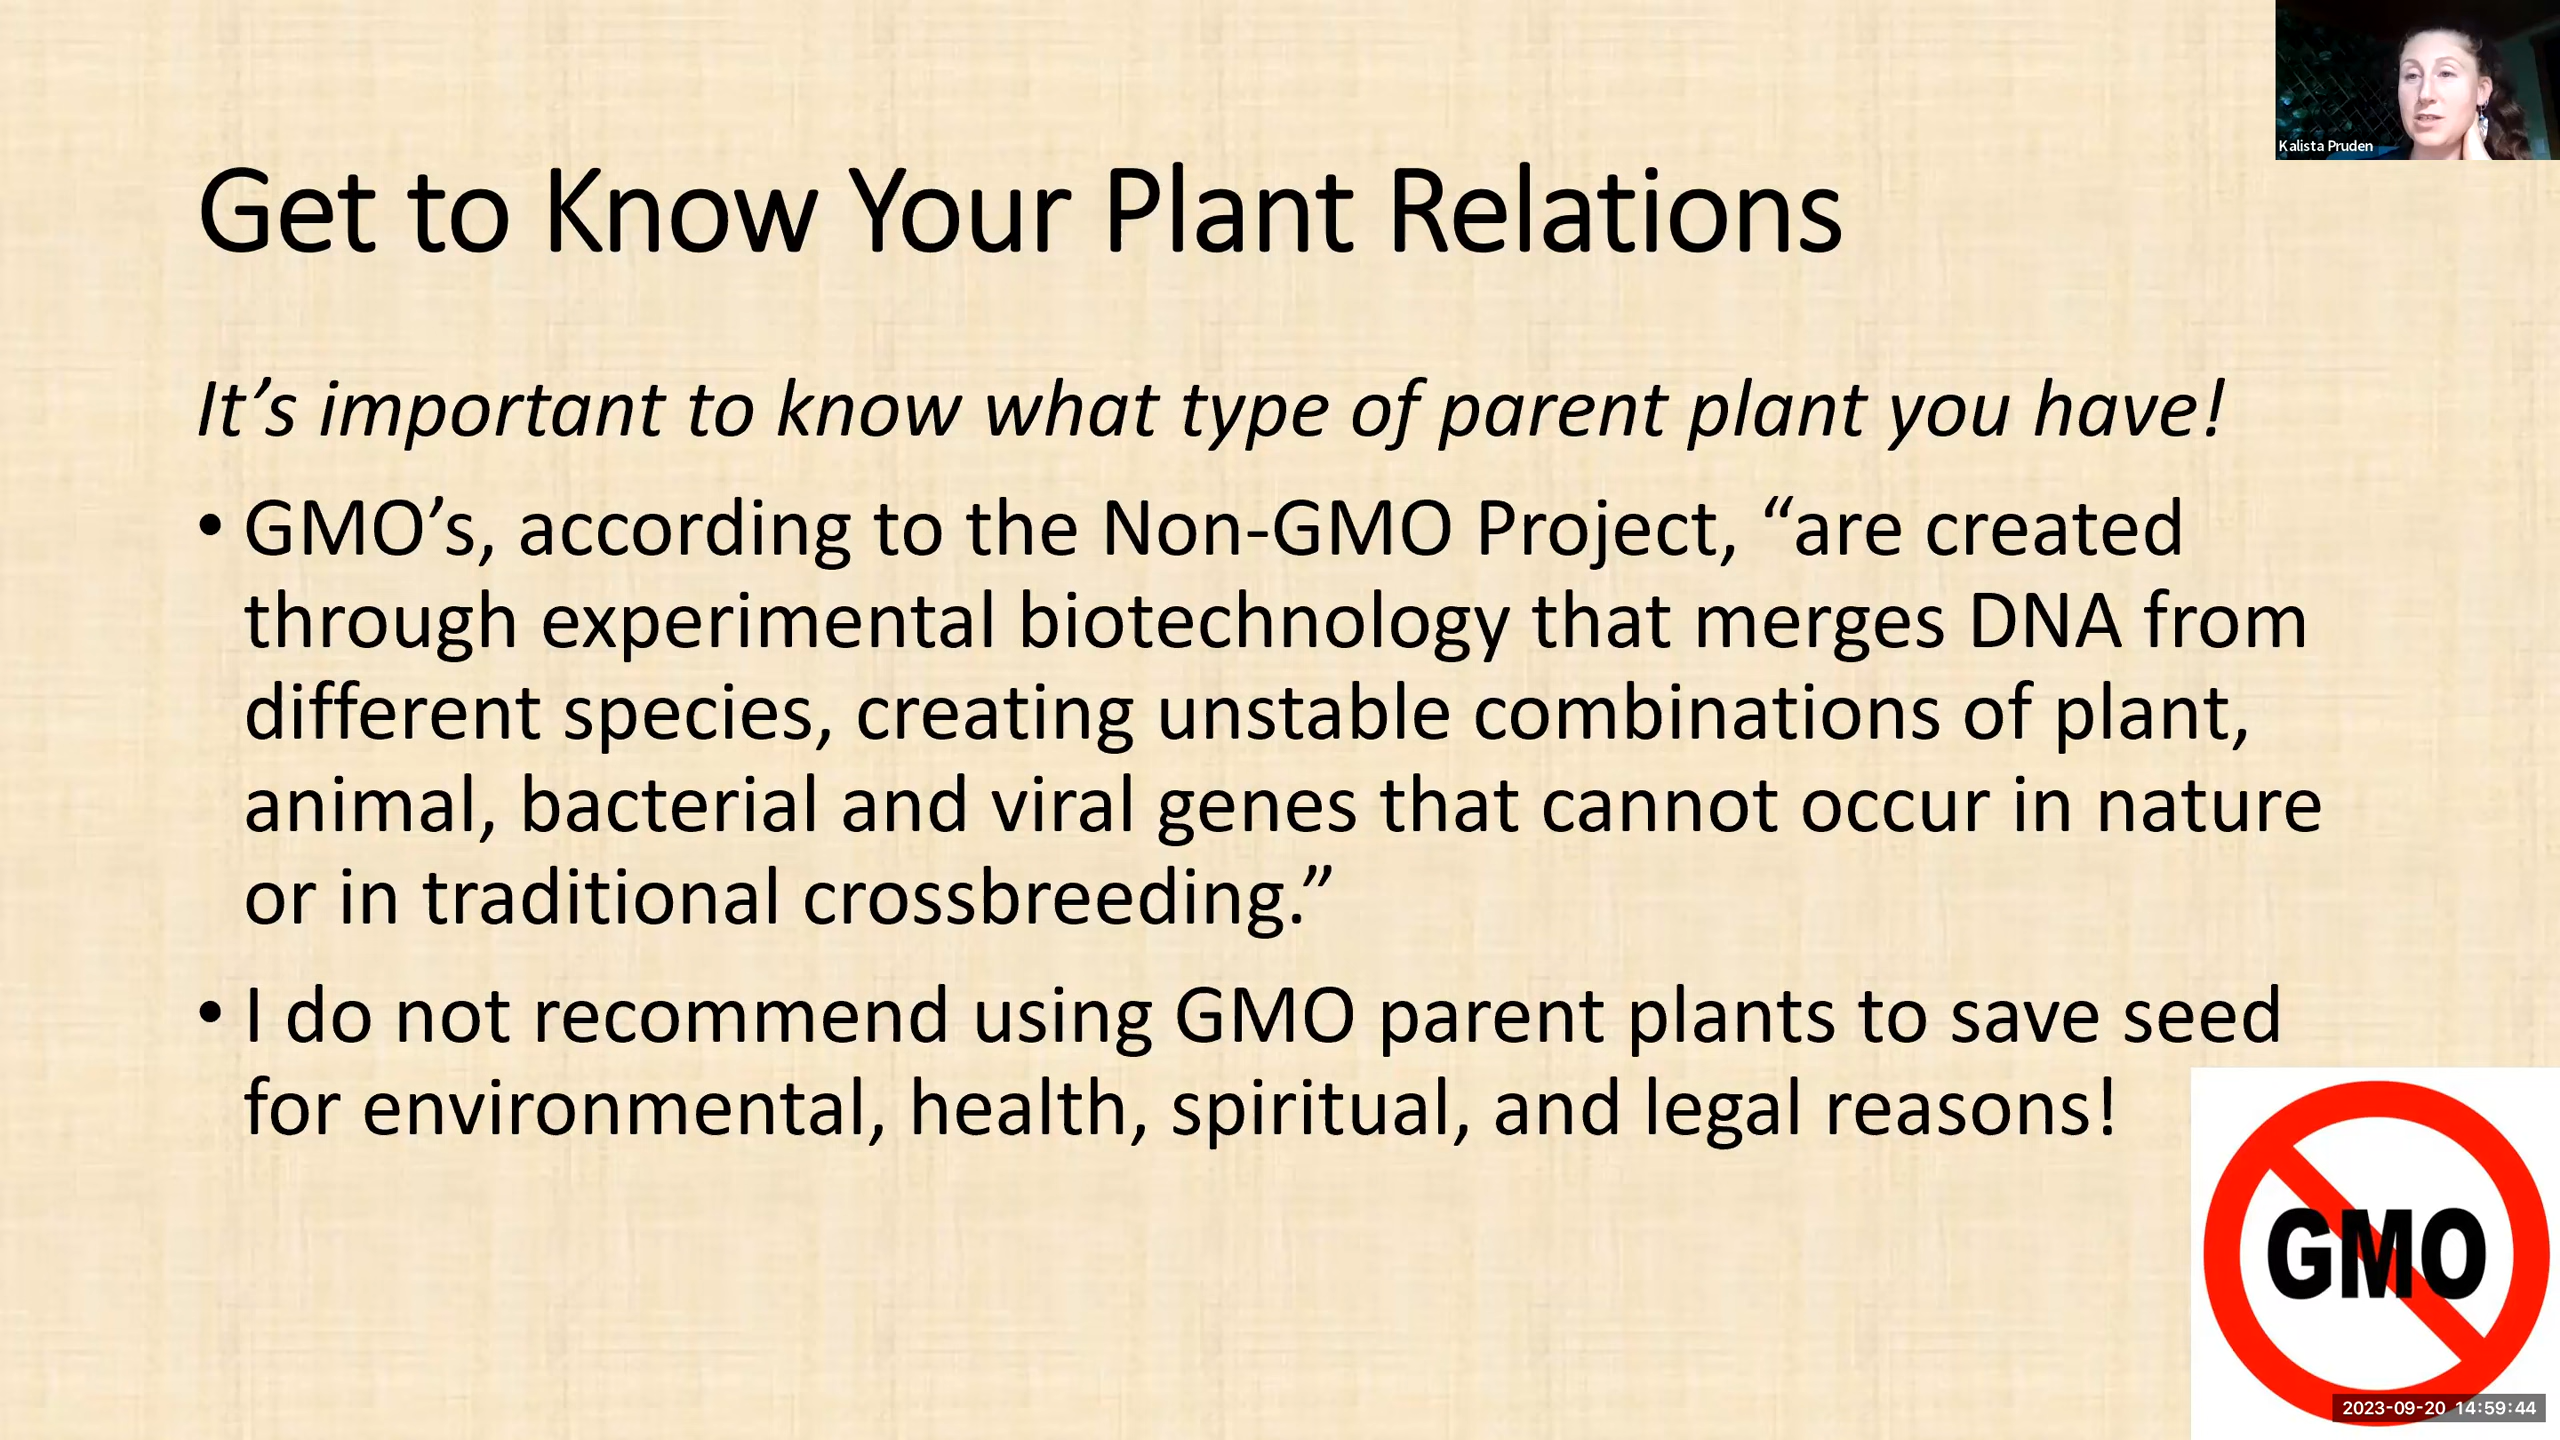 Kalista Pruden
Get to Know Your Plant Relations
It’s important to know what type of parent plant you have!
• GMO’s, according to the Non-GMO Project, “are created
through experimental biotechnology that merges DNA from
different species, creating unstable combinations of plant,
animal, bacterial and viral genes that cannot occur in nature
or in traditional crossbreeding.”
• I do not recommend using GMO parent plants to save seed
for environmental, health, spiritual, and legal reasons!
GMO
2023-09-20 14:59:44